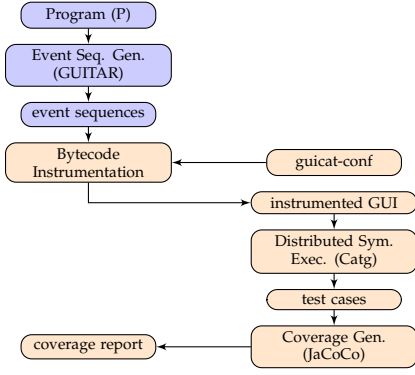 Program (P)
Event Seq. Gen.
(GUITAR)
event sequences
Bytecode
Instrumentation
guicat-conf
instrumented GUI
Distributed Sym.
Exec. (Catg)
test cases
Coverage Gen.
(JaCoCo)
coverage report